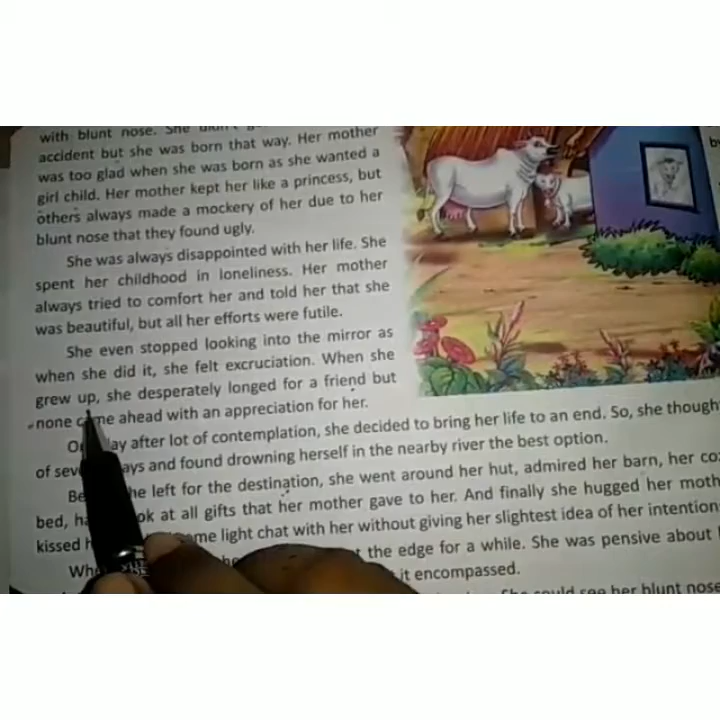 with blunt nose. She didn't
accident but she was born that way. Her mother
was too glad when she was born as she wanted a
girl child. Her mother kept her like a princess, but
others always made a mockery of her due to her
blunt nose that they found ugly.
She was always disappointed with her life. She
spent her childhood in loneliness. Her mother
always tried to comfort her and told her that she
was beautiful, but all her efforts were futile.
She even stopped looking into the mirror as
when she did it, she felt excruciation. When she
grew up, she desperately longed for a friend but
none came ahead with an appreciation for her.
after lot of contemplation, she decided to bring her life to an end. So, she though
of and found drowning herself in the nearby river the best option.
he left for the destination, she went around her hut, admired her barn, her
bed, at all gifts that her mother gave to her. And finally she hugged her moth
kissed light chat with her without giving her slightest idea of her intention
the edge for a while. She was pensive about
it encompassed.
see her blunt nose